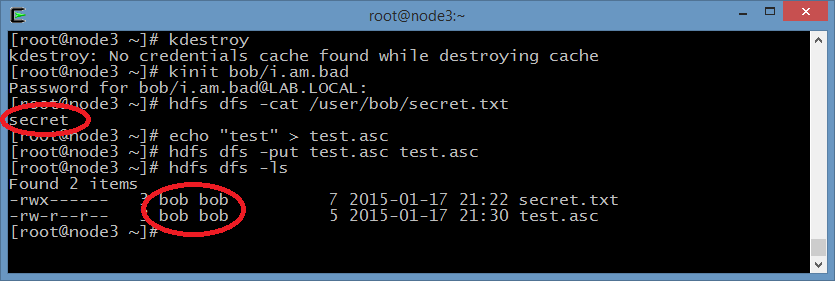 root@node3:~
[root@node3 ~]# kdestroy
kdestroy: No credentials cache found while destroying cache
[root@node3 ~]# kinit bob/i.am.bad
Password for bob/i.am.bad@LAB.LOCAL:
[root@node3 ~]# hdfs dfs -cat /user/bob/secret.txt
secret
[root@node3 ~]# echo "test" > test.asc
[root@node3 ~]# hdfs dfs -put test.asc test.asc
[root@node3 ~]# hdfs dfs -ls
Found 2 items
-rwx------ 3 bob bob 7 2015-01-17 21:22 secret.txt
-rw-r--r-- 3 bob bob 5 2015-01-17 21:30 test.asc
[root@node3 ~]#